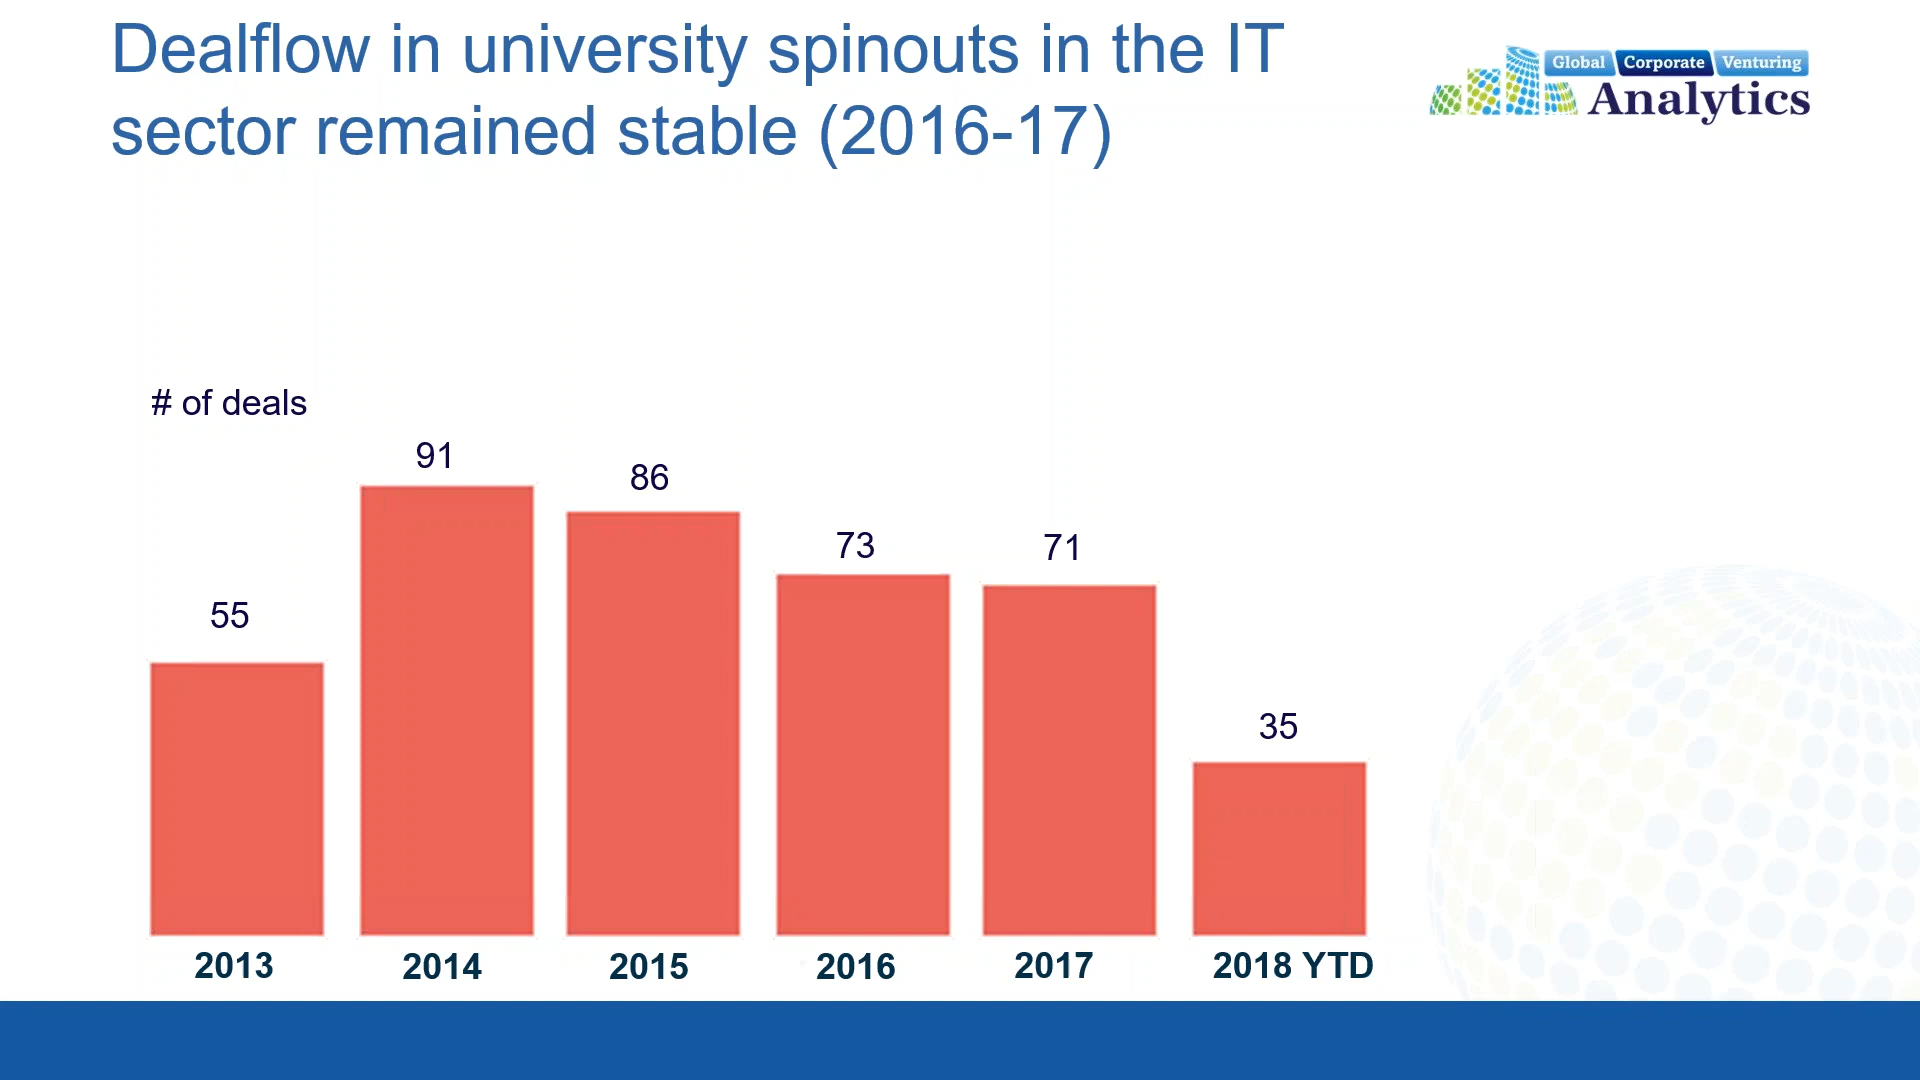 Dealflow in university spinouts in the IT
sector remained stable (2016-17)
Global Corporate Venturing
Analytics
# of deals
91
86
73
71
55
35
2013
2014
2015
2016
2017
2018 YTD